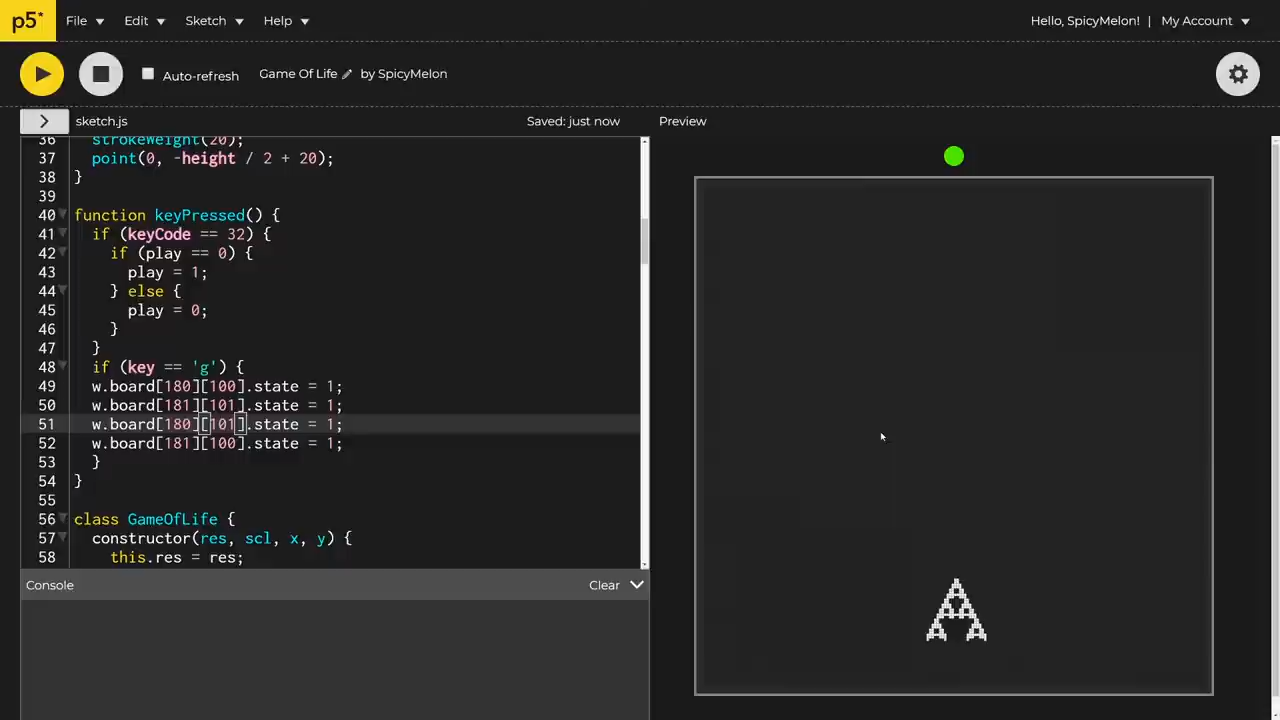 p5* File Edit Sketch Help Hello, SpicyMelon! | My Account
Auto-refresh Game Of Life by SpicyMelon
sketch.js Saved: just now Preview
36 strokeWeight(20);
37 point(0, -height / 2 + 20);
38 }
39
40 function keyPressed() {
41 if (keyCode == 32) {
42 if (play == 0) {
43 play = 1;
44 } else {
45 play = 0;
46 }
47 }
48 if (key == 'g') {
49 w.board[180][100].state = 1;
50 w.board[181][101].state = 1;
51 w.board[180][101].state = 1;
52 w.board[181][100].state = 1;
53 }
54 }
55
56 class GameOfLife {
57 constructor(res, scl, x, y) {
58 this.res = res;
Console Clear